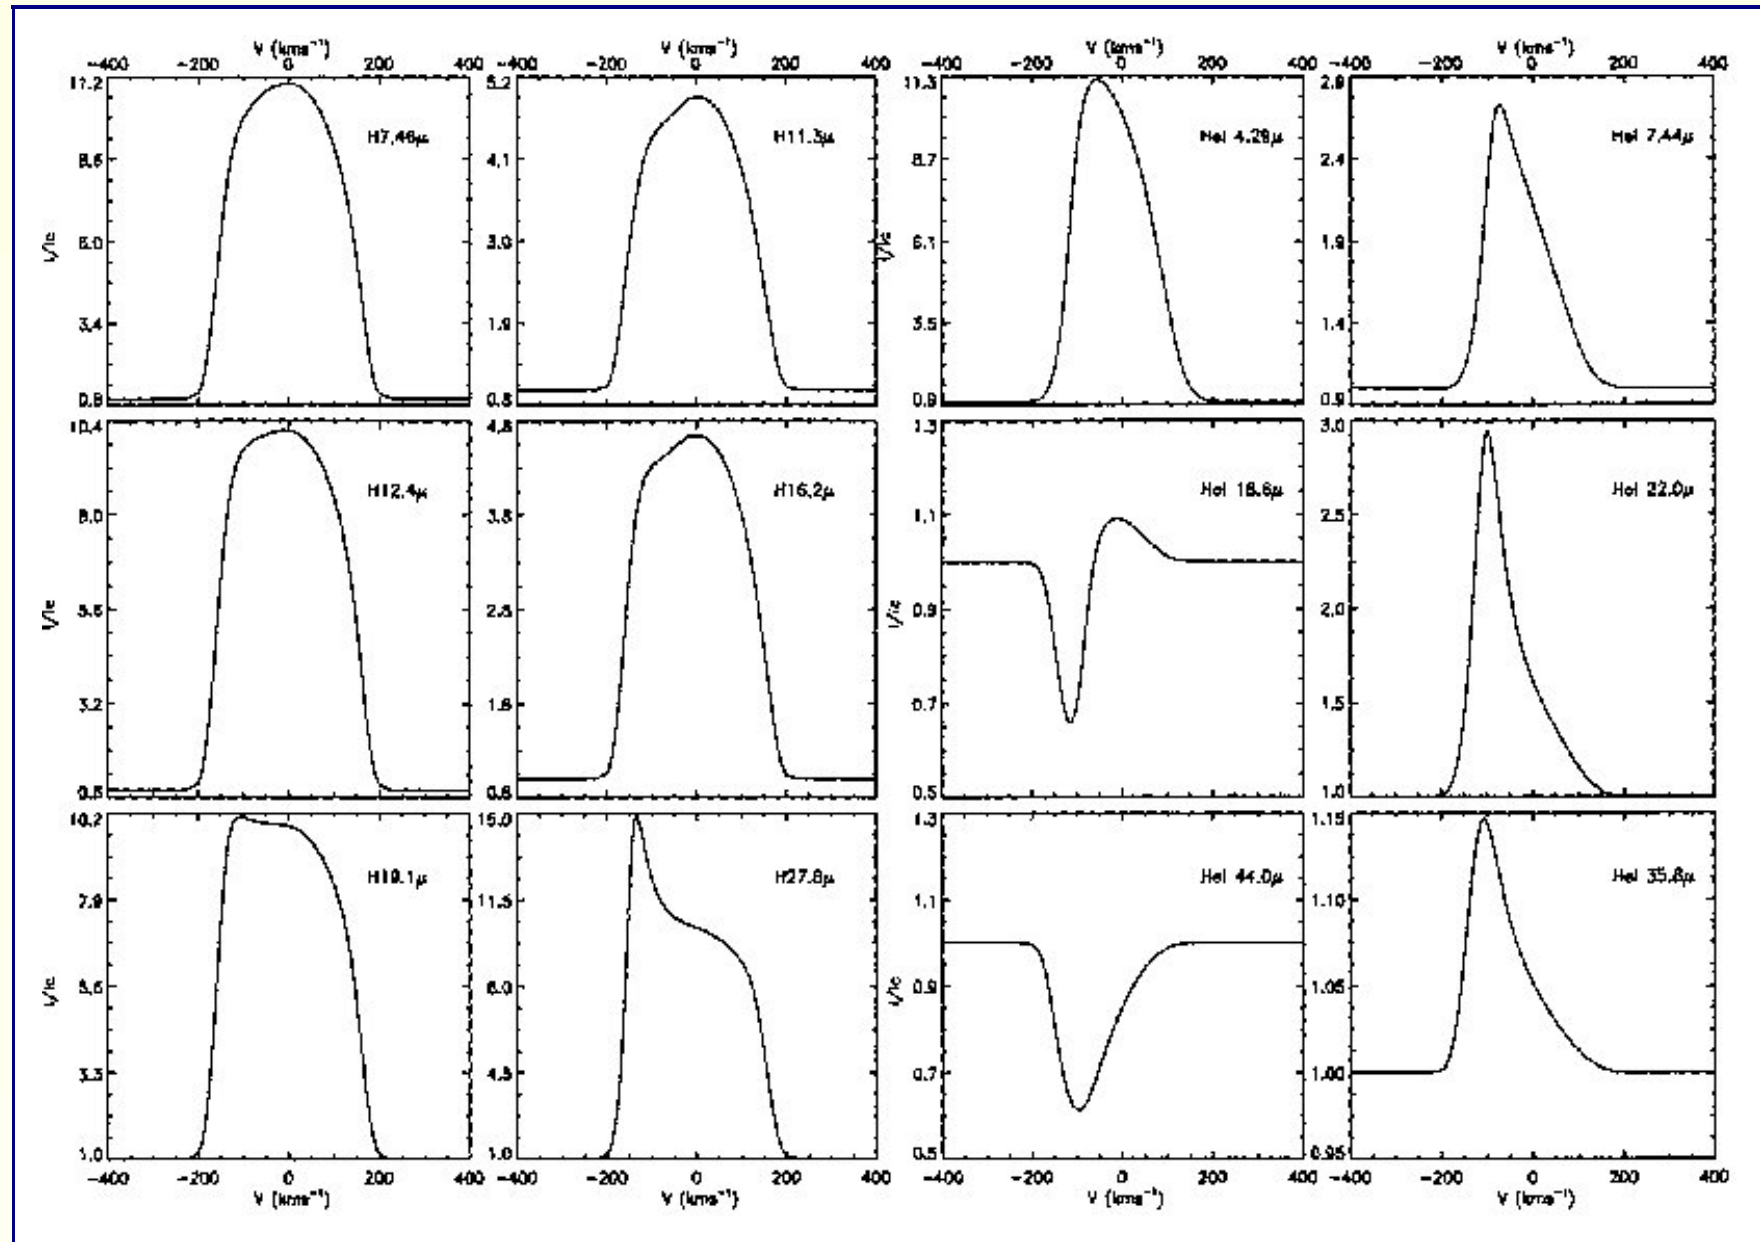 V (kms⁻¹) V (kms⁻¹) V (kms⁻¹) V (kms⁻¹)
-400 -200 0 200 400 -200 0 200 400 -200 0 200 400 -400 -200 0 200 400
11.2 8.6 6.0 3.4 0.8
I/Ic
H7.46μ
5.2 4.1 3.0 1.9 0.8
H11.3μ
11.3 8.7 6.1 3.5 0.9
I/Ic
HeI 4.29μ
2.8 2.4 1.9 1.4 0.9
HeI 7.44μ
10.4 8.0 5.6 3.2 0.8
I/Ic
H12.4μ
4.8 3.8 2.8 1.8 0.8
H16.2μ
1.3 1.1 0.9 0.7 0.5
I/Ic
HeI 18.6μ
3.0 2.5 2.0 1.5 1.0
HeI 22.0μ
10.2 7.9 5.6 3.3 1.0
I/Ic
H19.1μ
15.0 11.5 8.0 4.5 1.0
H27.8μ
1.3 1.1 0.9 0.7 0.5
I/Ic
HeI 44.0μ
1.15 1.10 1.05 1.00 0.95
HeI 35.8μ
-400 -200 0 200 400 -400 -200 0 200 400 -400 -200 0 200 400 -400 -200 0 200 400
V (kms⁻¹) V (kms⁻¹) V (kms⁻¹) V (kms⁻¹)